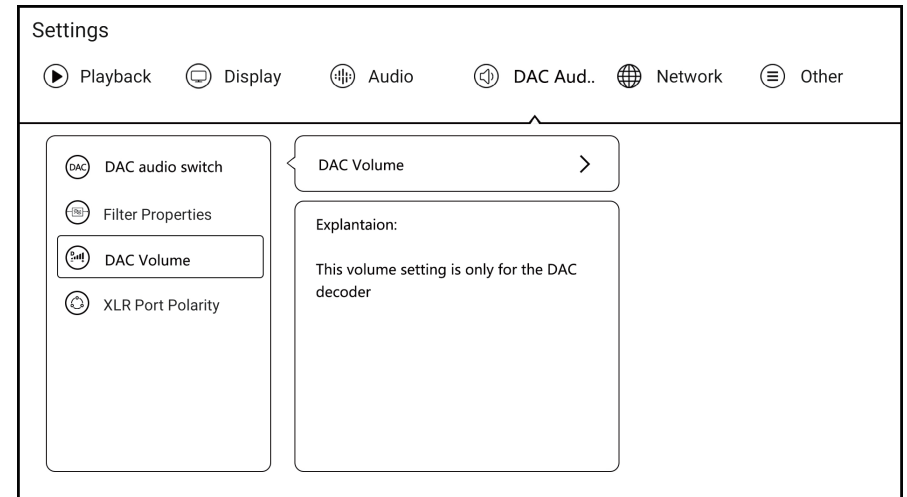 Settings
Playback Display Audio DAC Aud.. Network Other
DAC DAC audio switch
Filter Properties
DAC Volume
XLR Port Polarity
DAC Volume
Explantaion:
This volume setting is only for the DAC
decoder